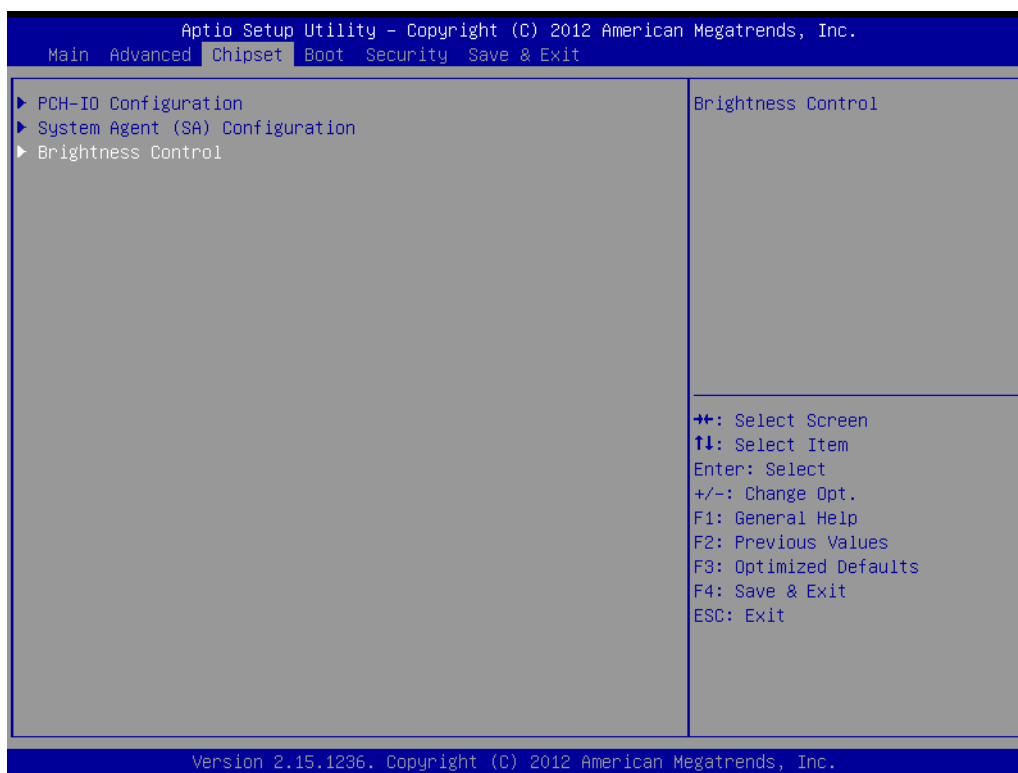 Aptio Setup Utility – Copyright (C) 2012 American Megatrends, Inc.
Main Advanced Chipset Boot Security Save & Exit
▶ PCH-IO Configuration
▶ System Agent (SA) Configuration
▶ Brightness Control
Brightness Control
→←: Select Screen
↑↓: Select Item
Enter: Select
+/-: Change Opt.
F1: General Help
F2: Previous Values
F3: Optimized Defaults
F4: Save & Exit
ESC: Exit
Version 2.15.1236. Copyright (C) 2012 American Megatrends, Inc.